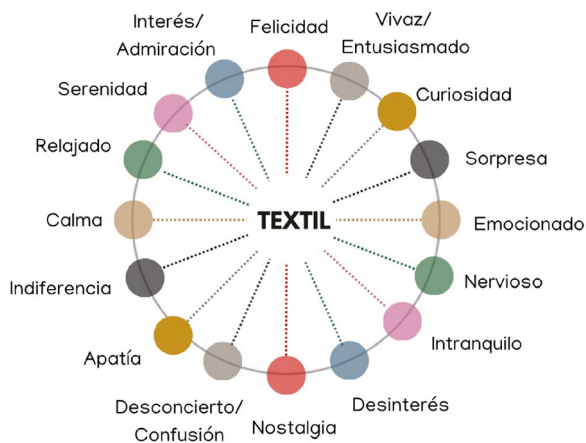 Felicidad
Vivaz/
Entusiasmado
Curiosidad
Sorpresa
Emocionado
Nervioso
Intranquilo
Desinterés
Nostalgia
Desconcierto/
Confusión
Apatía
Indiferencia
Calma
Relajado
Serenidad
Interés/
Admiración
TEXTIL